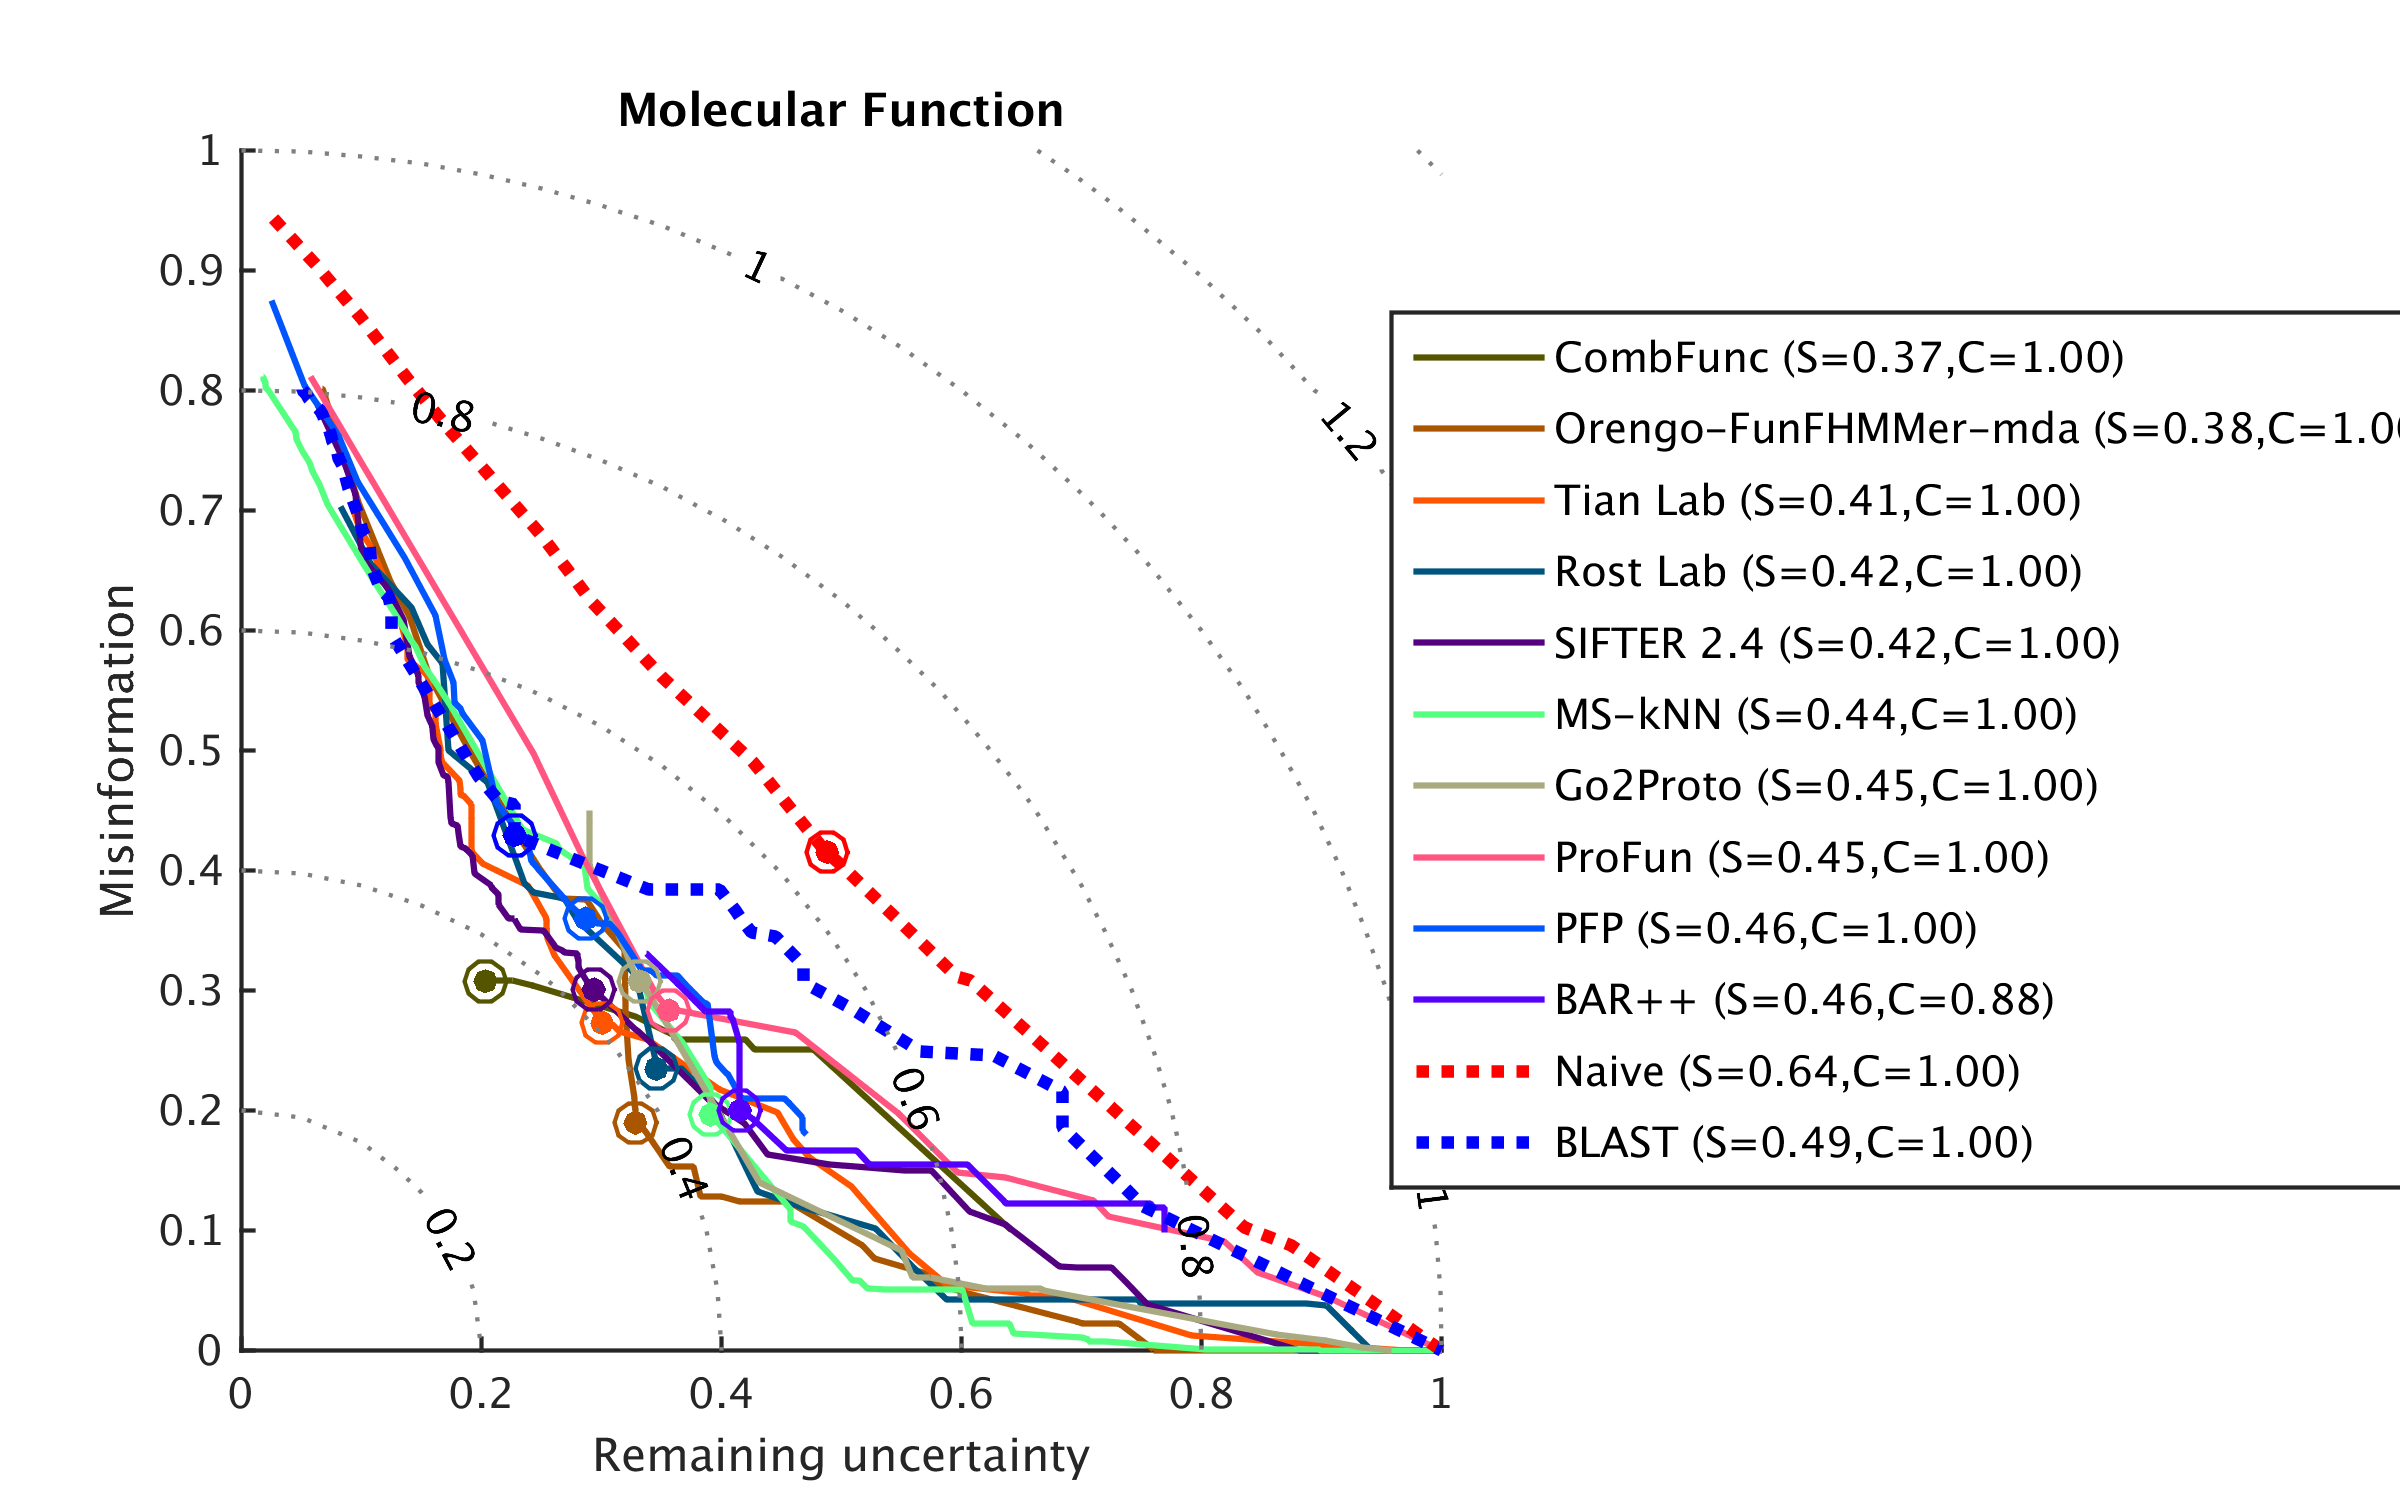 Molecular Function
1
0.9
0.8
0.7
0.6
0.5
0.4
0.3
0.2
0.1
0
Misinformation
0
0.2
0.4
0.6
0.8
1
Remaining uncertainty
1
0.8
1.2
0.6
0.4
0.2
0.8
1
CombFunc (S=0.37,C=1.00)
Orengo-FunFHMMer-mda (S=0.38,C=1.0
Tian Lab (S=0.41,C=1.00)
Rost Lab (S=0.42,C=1.00)
SIFTER 2.4 (S=0.42,C=1.00)
MS-kNN (S=0.44,C=1.00)
Go2Proto (S=0.45,C=1.00)
ProFun (S=0.45,C=1.00)
PFP (S=0.46,C=1.00)
BAR++ (S=0.46,C=0.88)
Naive (S=0.64,C=1.00)
BLAST (S=0.49,C=1.00)